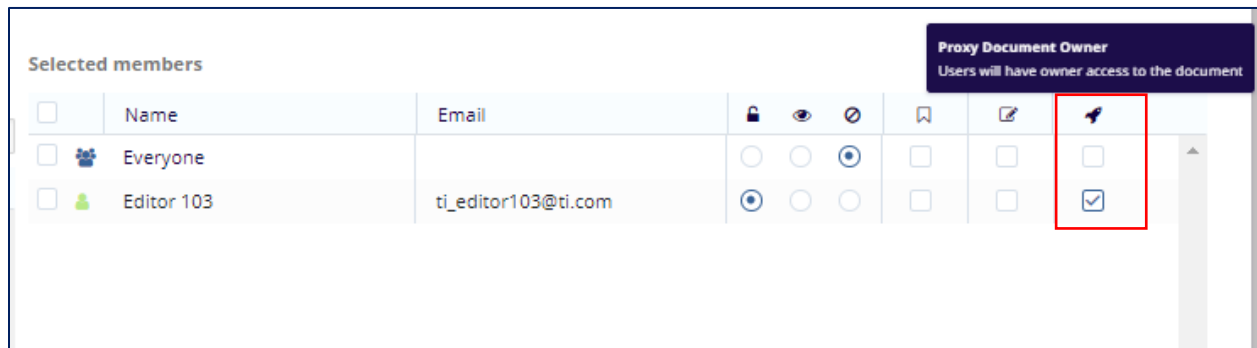 Proxy Document Owner
Users will have owner access to the document
Selected members
Name Email
Everyone
Editor 103 ti_editor103@ti.com